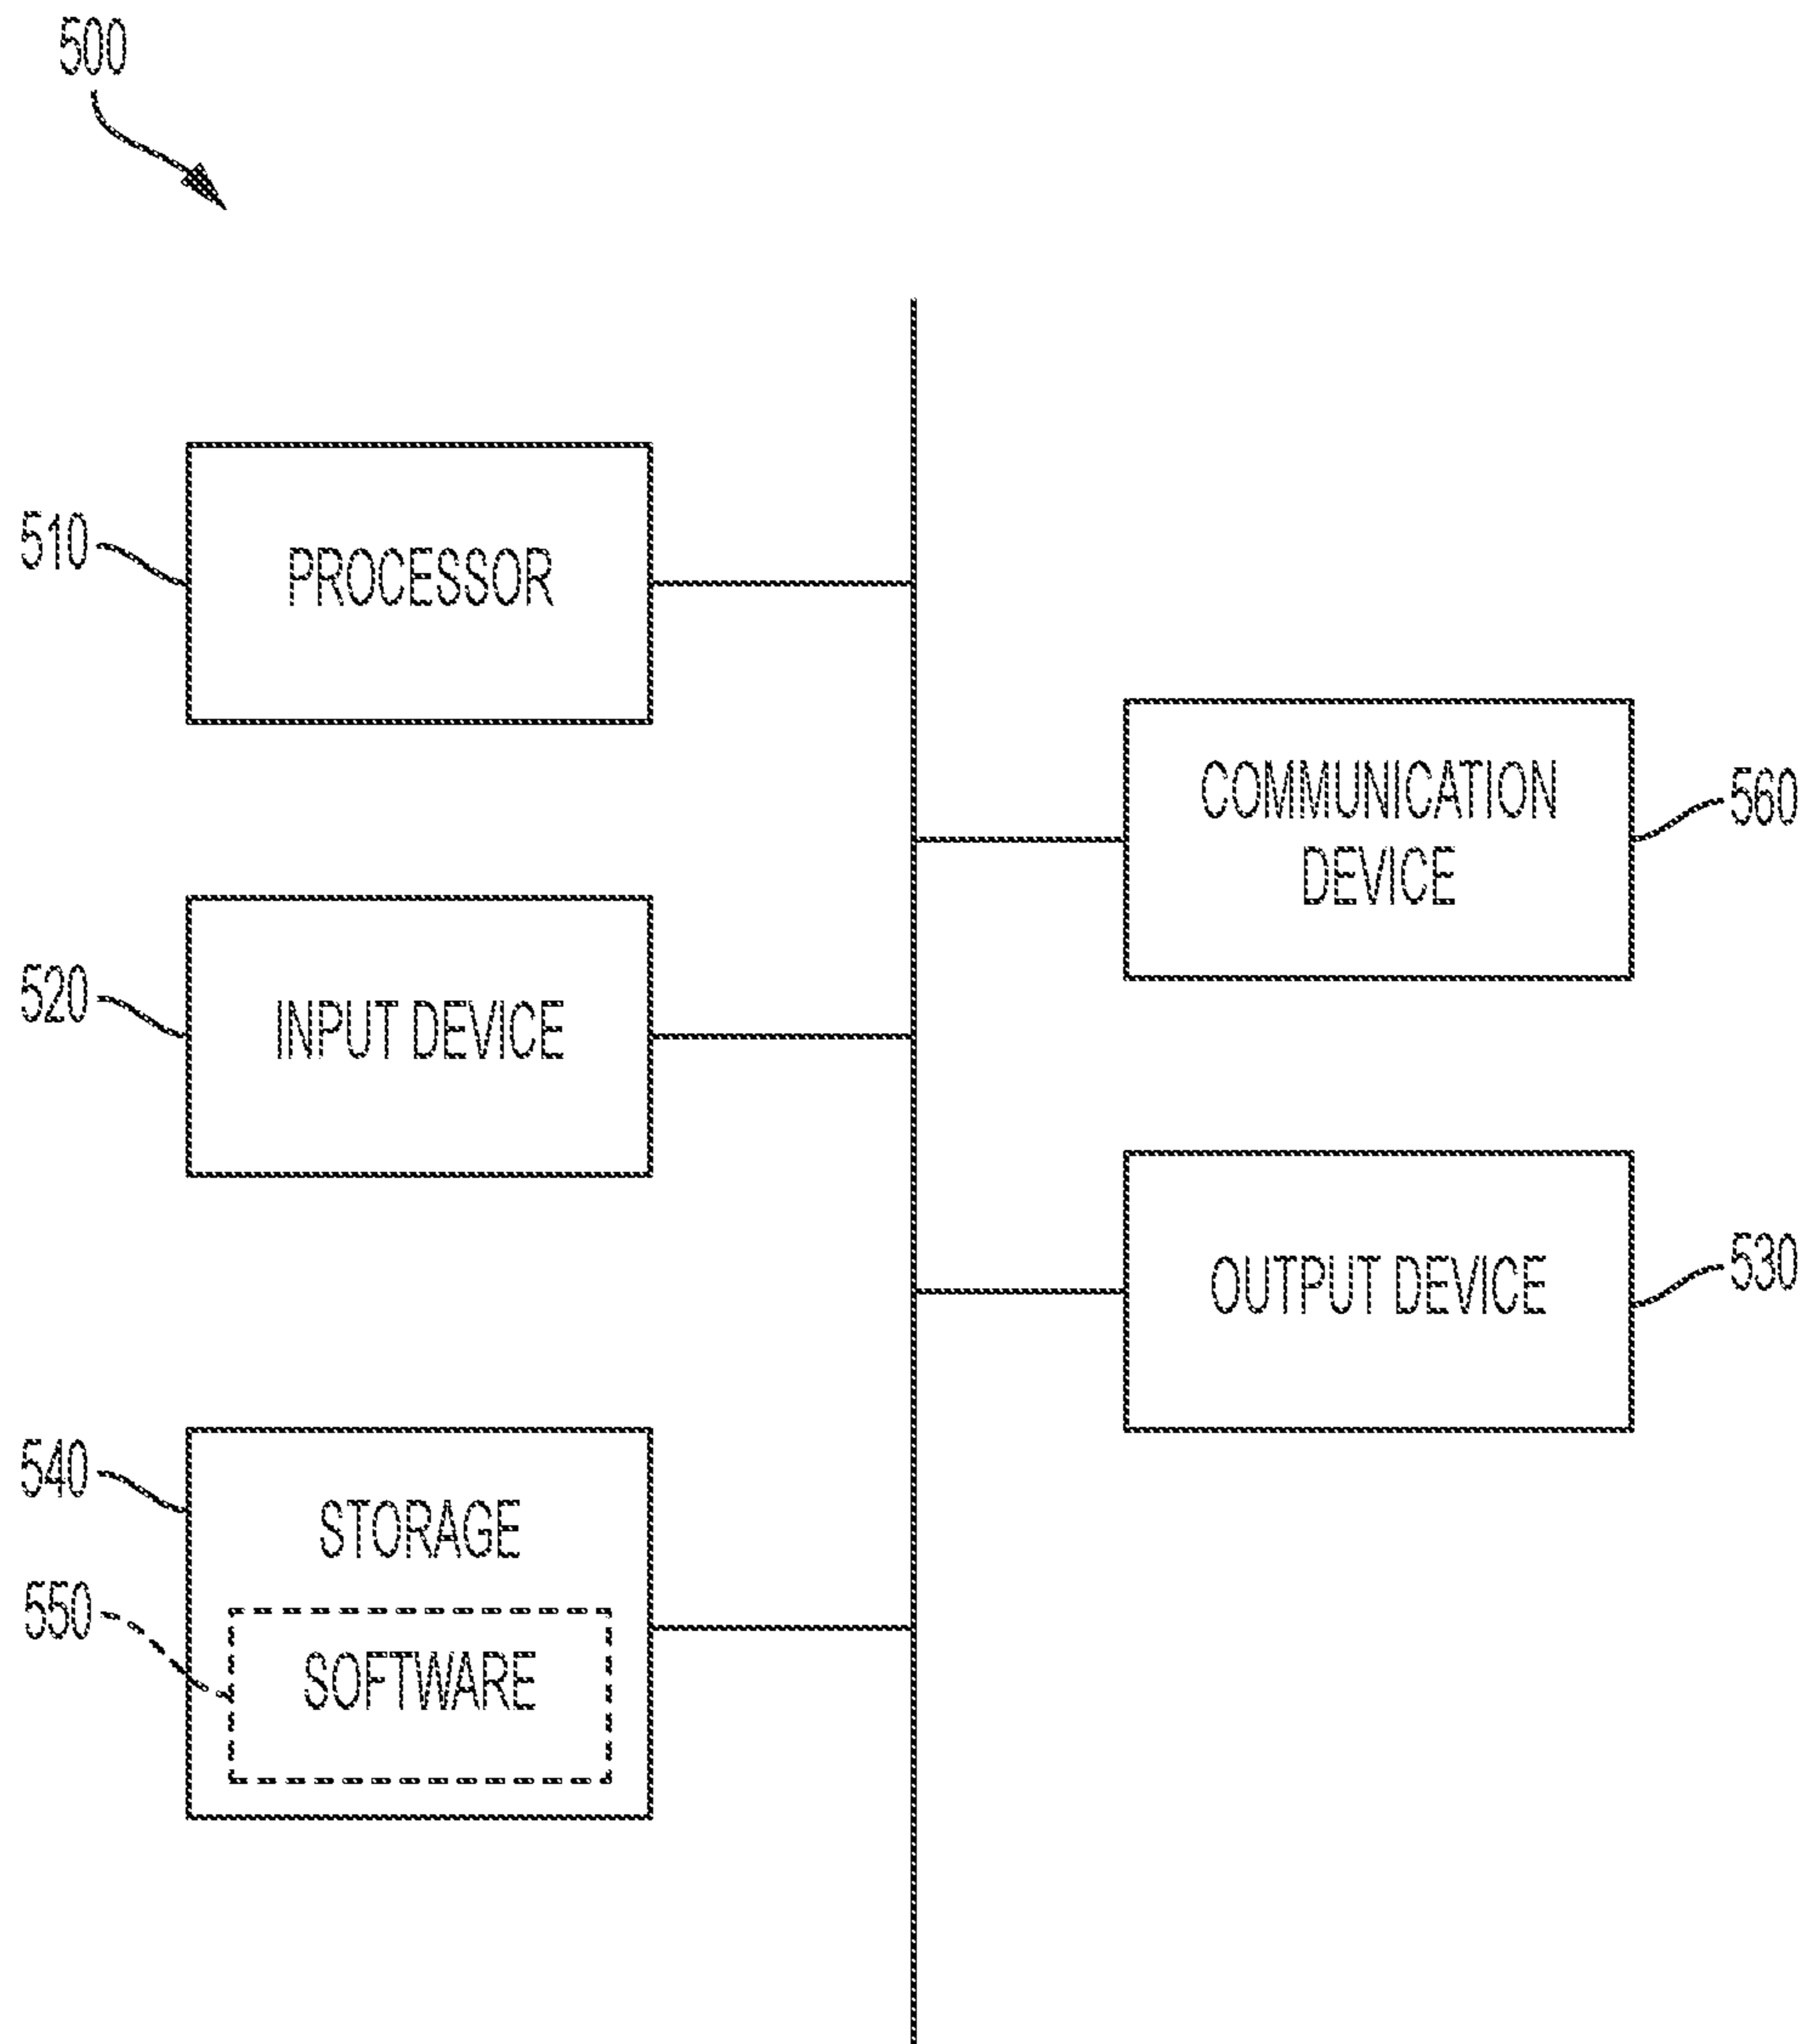 500
510
PROCESSOR
COMMUNICATION
DEVICE
560
520
INPUT DEVICE
OUTPUT DEVICE
530
540
STORAGE
550
SOFTWARE